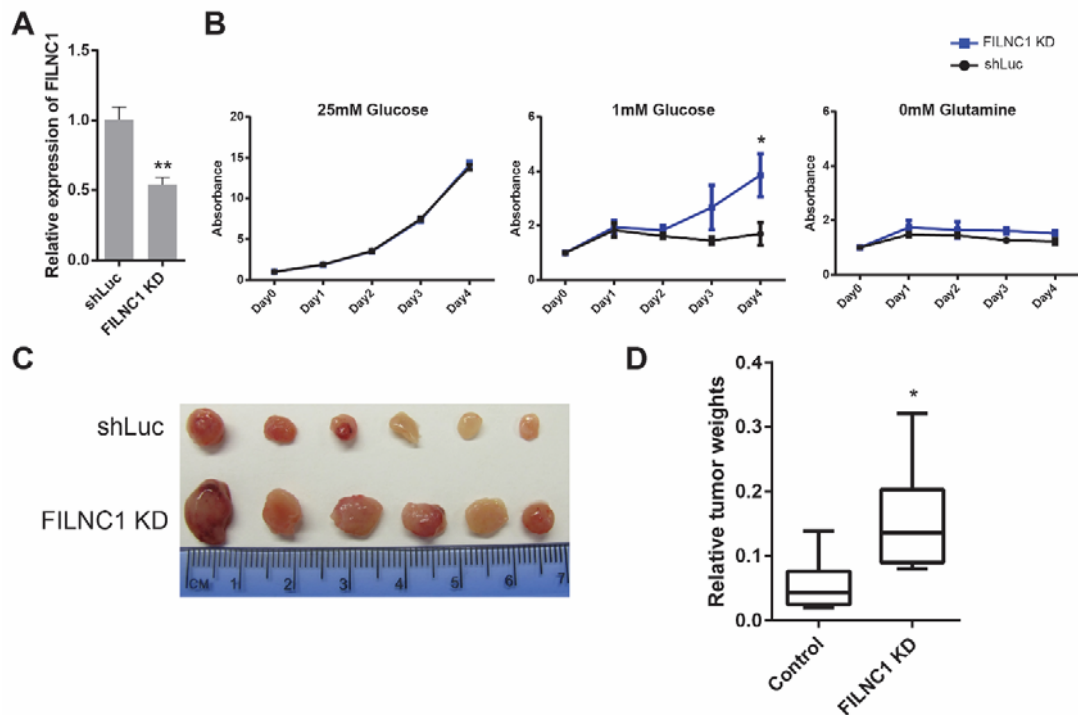 A
Relative expression of FILNC1
1.5
1.0
0.5
0.0
**
shLuc
FILNC1 KD
B
FILNC1 KD
shLuc
25mM Glucose
Absorbance
20
15
10
5
0
Day0
Day1
Day2
Day3
Day4
1mM Glucose
Absorbance
6
4
2
0
*
Day0
Day1
Day2
Day3
Day4
0mM Glutamine
Absorbance
6
4
2
0
Day0
Day1
Day2
Day3
Day4
C
shLuc
FILNC1 KD
CM 1 2 3 4 5 6 7
D
Relative tumor weights
0.4
0.3
0.2
0.1
0.0
*
Control
FILNC1 KD